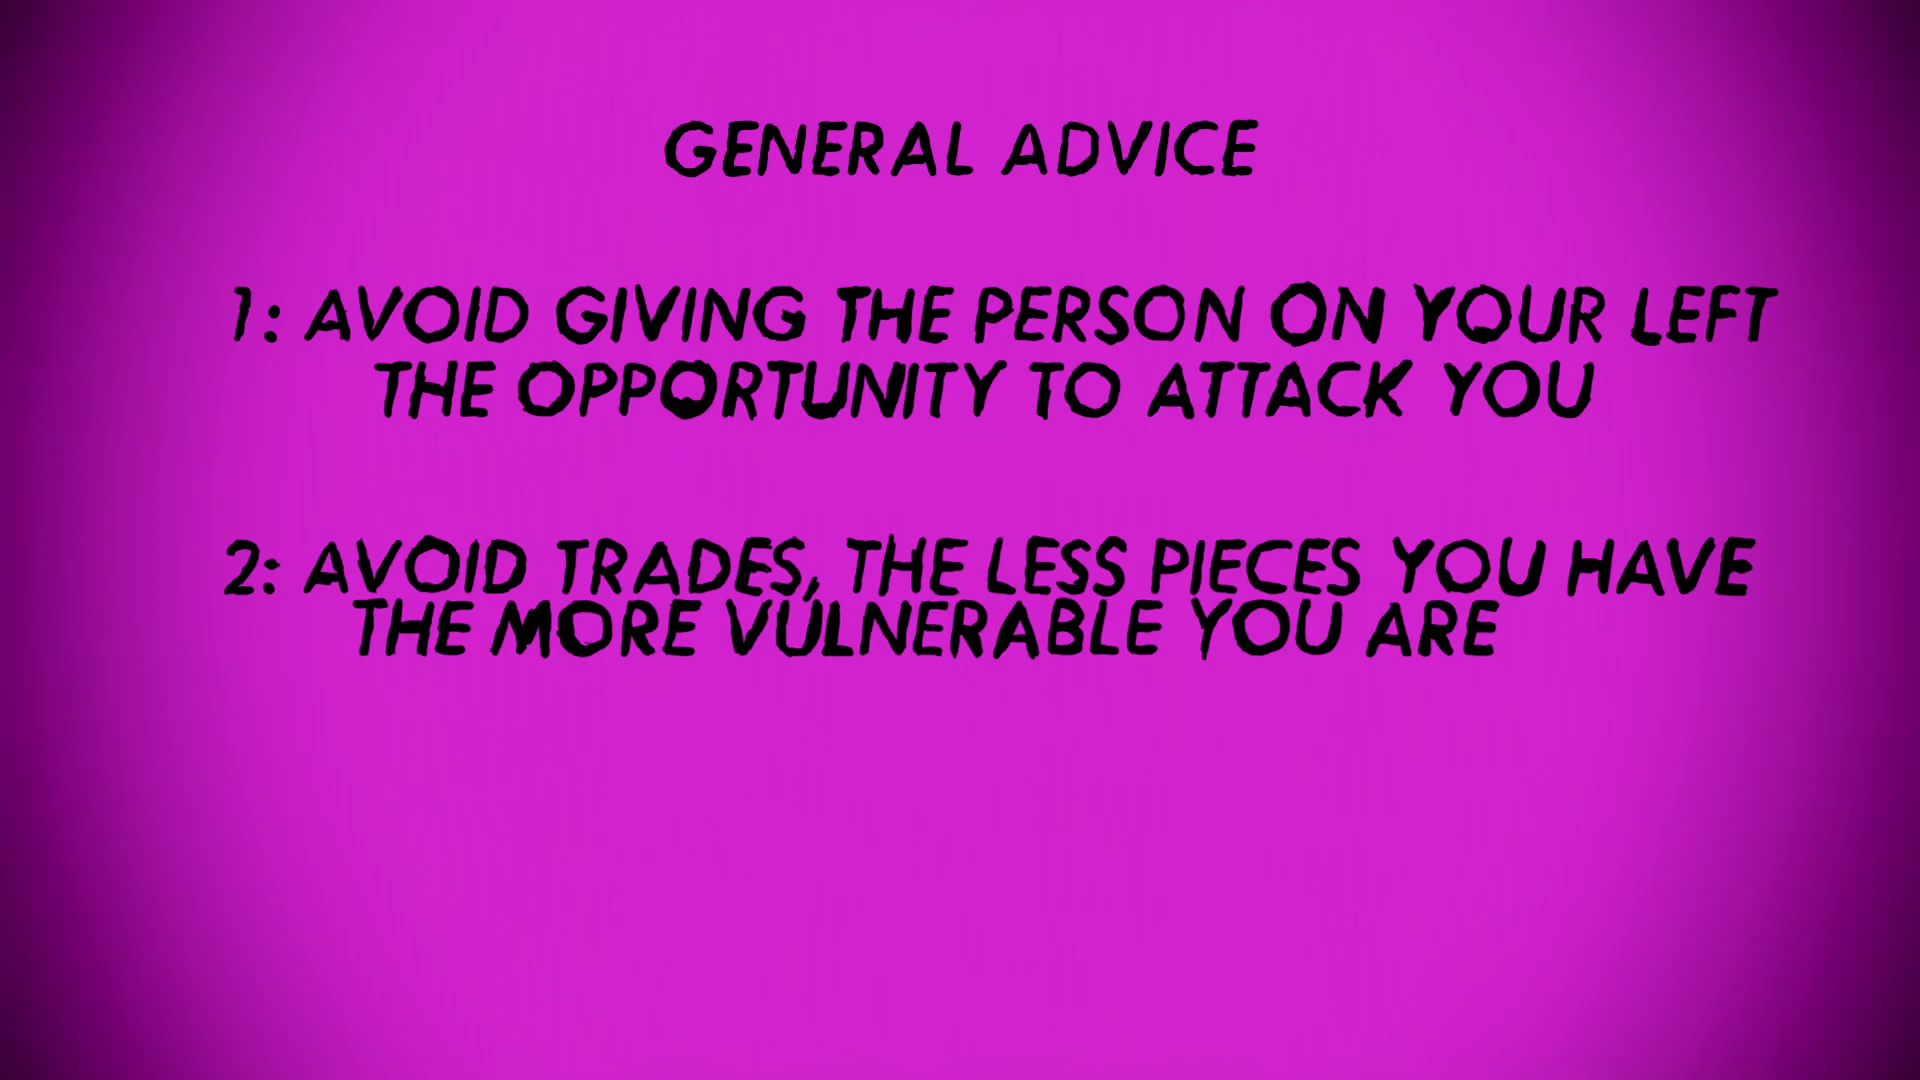 GENERAL ADVICE
1: AVOID GIVING THE PERSON ON YOUR LEFT
THE OPPORTUNITY TO ATTACK YOU
2: AVOID TRADES, THE LESS PIECES YOU HAVE
THE MORE VULNERABLE YOU ARE